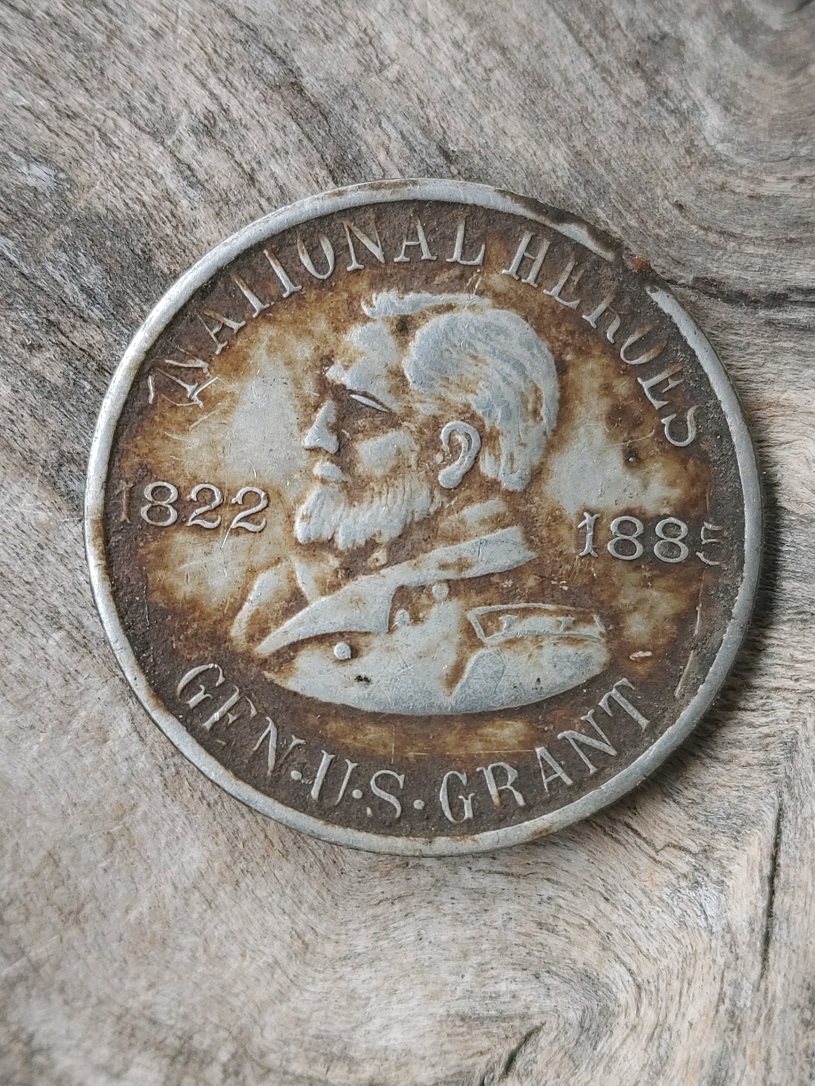 NATIONAL HEROES
1822
1885
GEN·U·S·GRANT